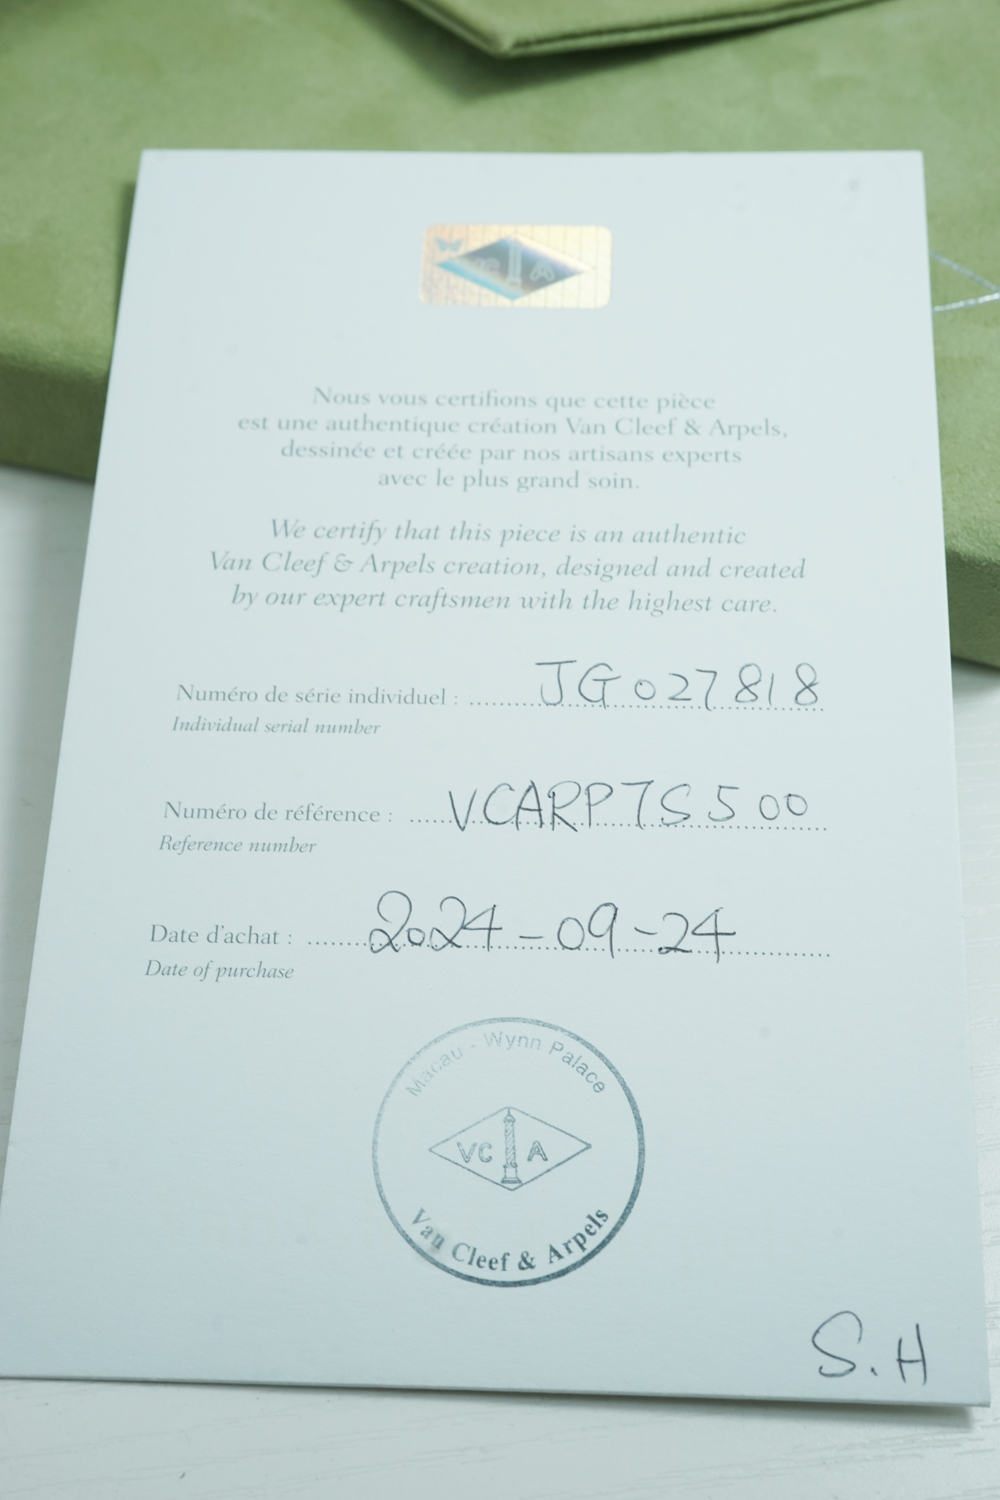 Nous vous certifions que cette pièce
est une authentique création Van Cleef & Arpels,
dessinée et créée par nos artisans experts
avec le plus grand soin.
We certify that this piece is an authentic
Van Cleef & Arpels creation, designed and created
by our expert craftsmen with the highest care.
Numéro de série individuel : JG027818
Individual serial number
Numéro de référence : VCARP7S500
Reference number
Date d'achat : 2024-09-24
Date of purchase
Macau - Wynn Palace
VC A
Van Cleef & Arpels
S.H